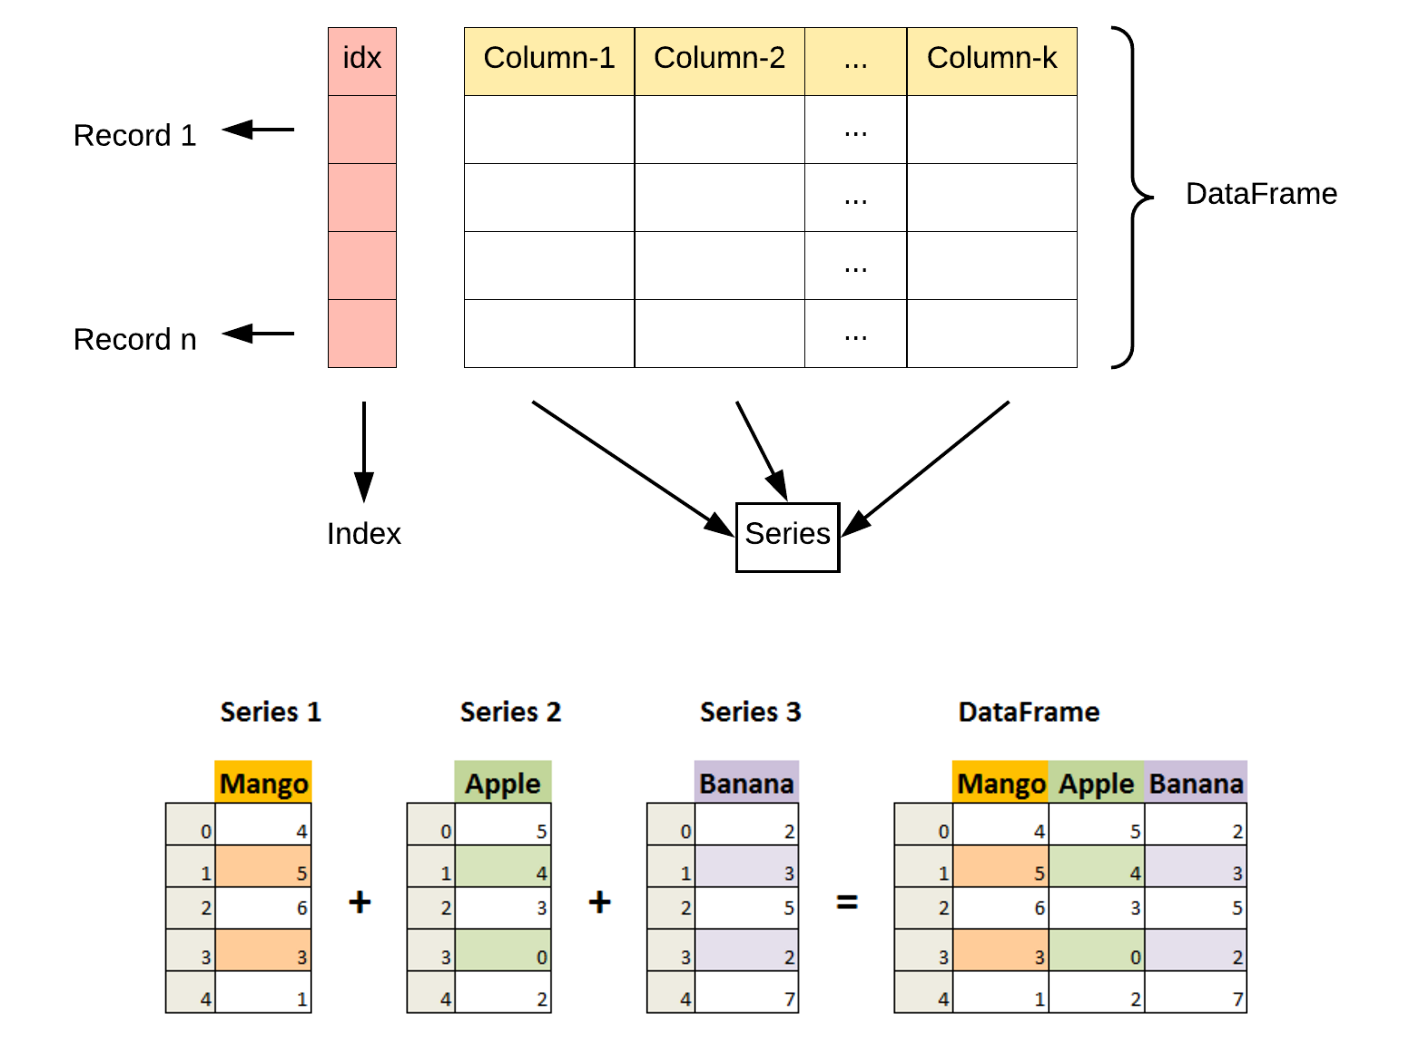 idx Column-1 Column-2 ... Column-k
Record 1 ...
DataFrame
...
...
Record n ...
Index
Series
Series 1 Series 2 Series 3 DataFrame
Mango Apple Banana Mango Apple Banana
0 4 0 5 0 2 0 4 5 2
1 5 1 4 1 3 1 5 4 3
2 6 + 2 3 + 2 5 = 2 6 3 5
3 3 3 0 3 2 3 3 0 2
4 1 4 2 4 7 4 1 2 7